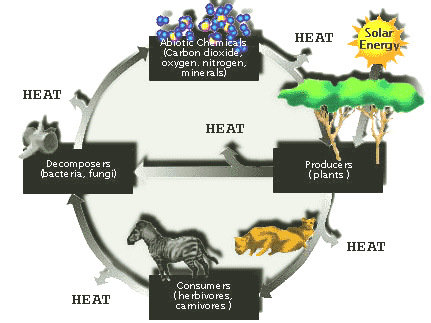 Solar
Energy
Abiotic Chemicals
(Carbon dioxide,
oxygen, nitrogen,
minerals)
HEAT
HEAT
HEAT
Decomposers
(bacteria, fungi)
Producers
(plants)
HEAT
Consumers
(herbivores,
carnivores)
HEAT